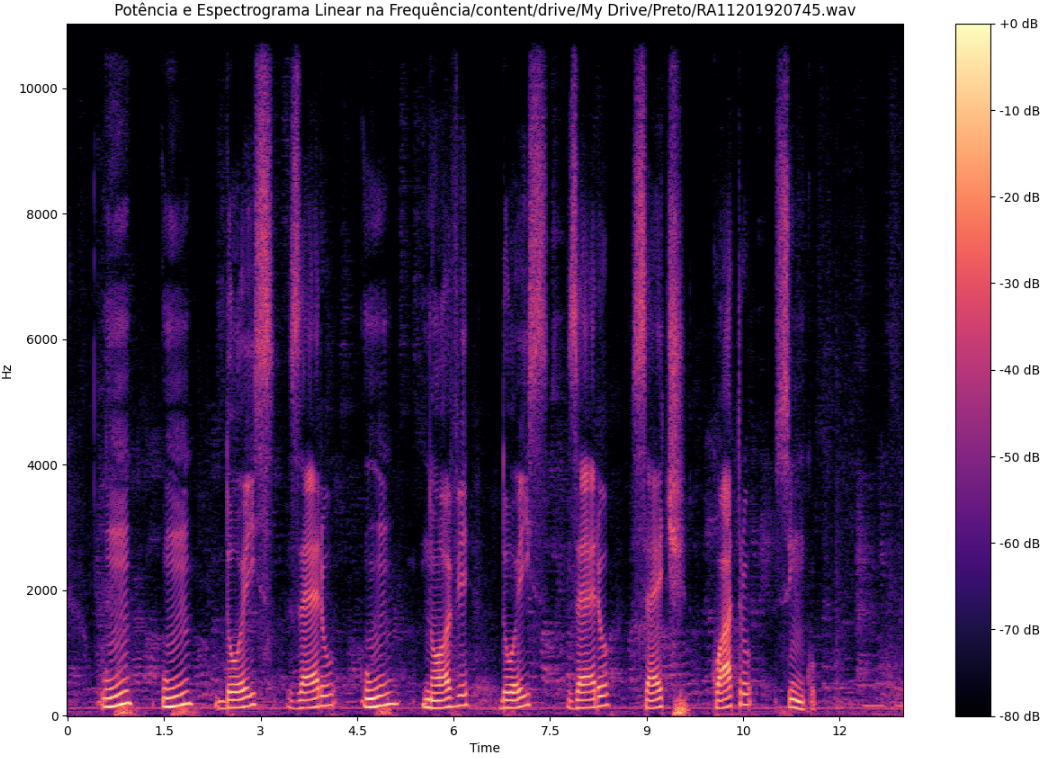 Potência e Espectrograma Linear na Frequência/content/drive/My Drive/Preto/RA11201920745.wav
+0 dB
10000
-10 dB
8000
-20 dB
-30 dB
6000
Hz
-40 dB
4000
-50 dB
-60 dB
2000
-70 dB
0
-80 dB
0 1.5 3 4.5 6 7.5 9 10 12
Time